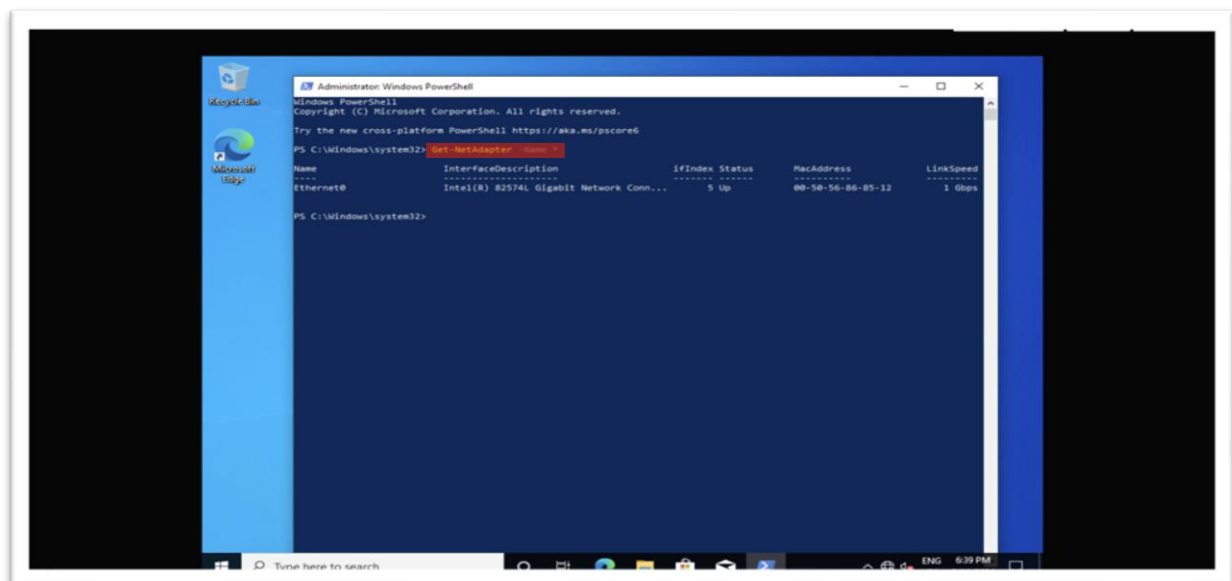 Recycle Bin
Microsoft
Edge
Administrator: Windows PowerShell
Windows PowerShell
Copyright (C) Microsoft Corporation. All rights reserved.
Try the new cross-platform PowerShell https://aka.ms/pscore6
PS C:\Windows\system32> Get-NetAdapter -Name *
Name InterfaceDescription ifIndex Status MacAddress LinkSpeed
---- -------------------- ------- ------ ---------- ---------
Ethernet0 Intel(R) 82574L Gigabit Network Conn... 5 Up 00-50-56-86-85-12 1 Gbps
PS C:\Windows\system32>
Type here to search
ENG 6:39 PM